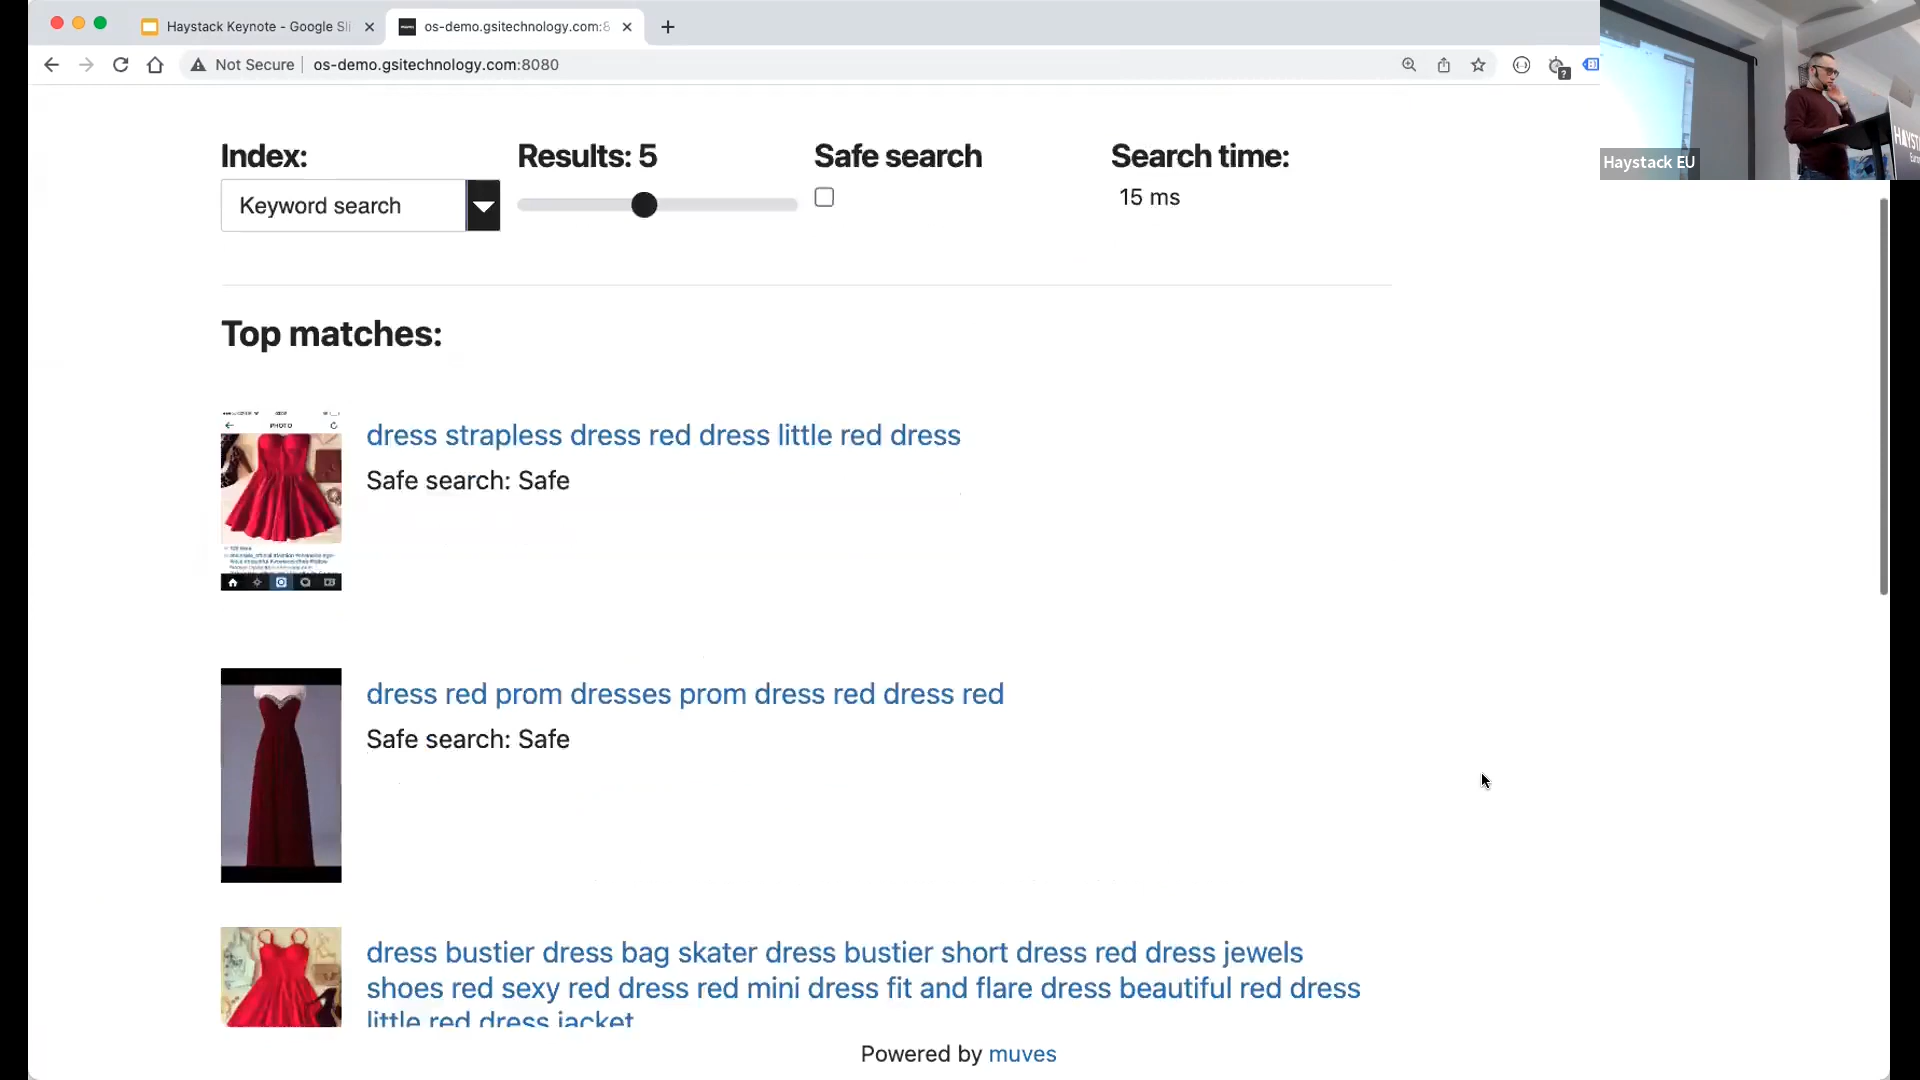 Haystack Keynote - Google Sli
os-demo.gsitechnology.com:8
Not Secure
os-demo.gsitechnology.com:8080
Haystack EU
Index:
Results: 5
Safe search
Search time:
Keyword search
15 ms
Top matches:
PHOTO
dress strapless dress red dress little red dress
Safe search: Safe
dress red prom dresses prom dress red dress red
Safe search: Safe
dress bustier dress bag skater dress bustier short dress red dress jewels
shoes red sexy red dress red mini dress fit and flare dress beautiful red dress
little red dress jacket
Powered by muves